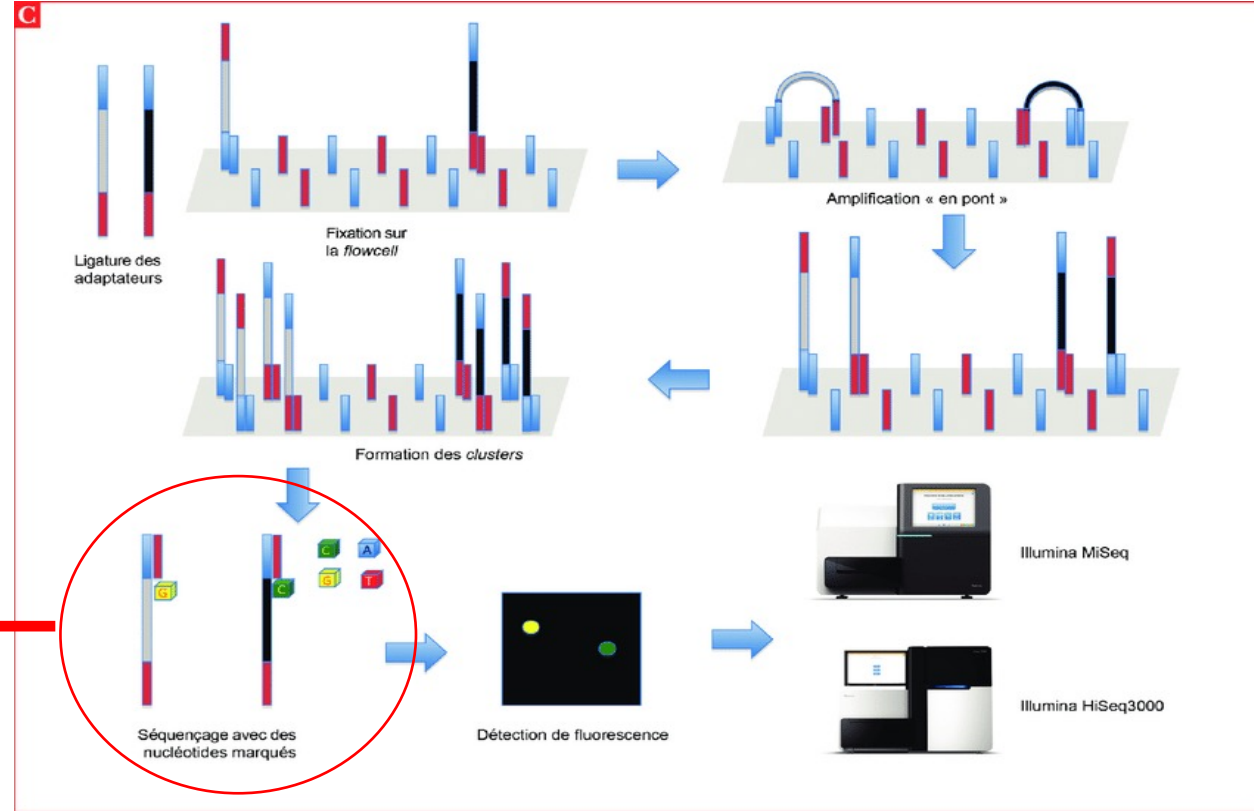 C
Ligature des
adaptateurs
Fixation sur
la flowcell
Amplification « en pont »
Formation des clusters
G
C
C
A
G
T
Séquençage avec des
nucléotides marqués
Détection de fluorescence
Illumina MiSeq
Illumina HiSeq3000